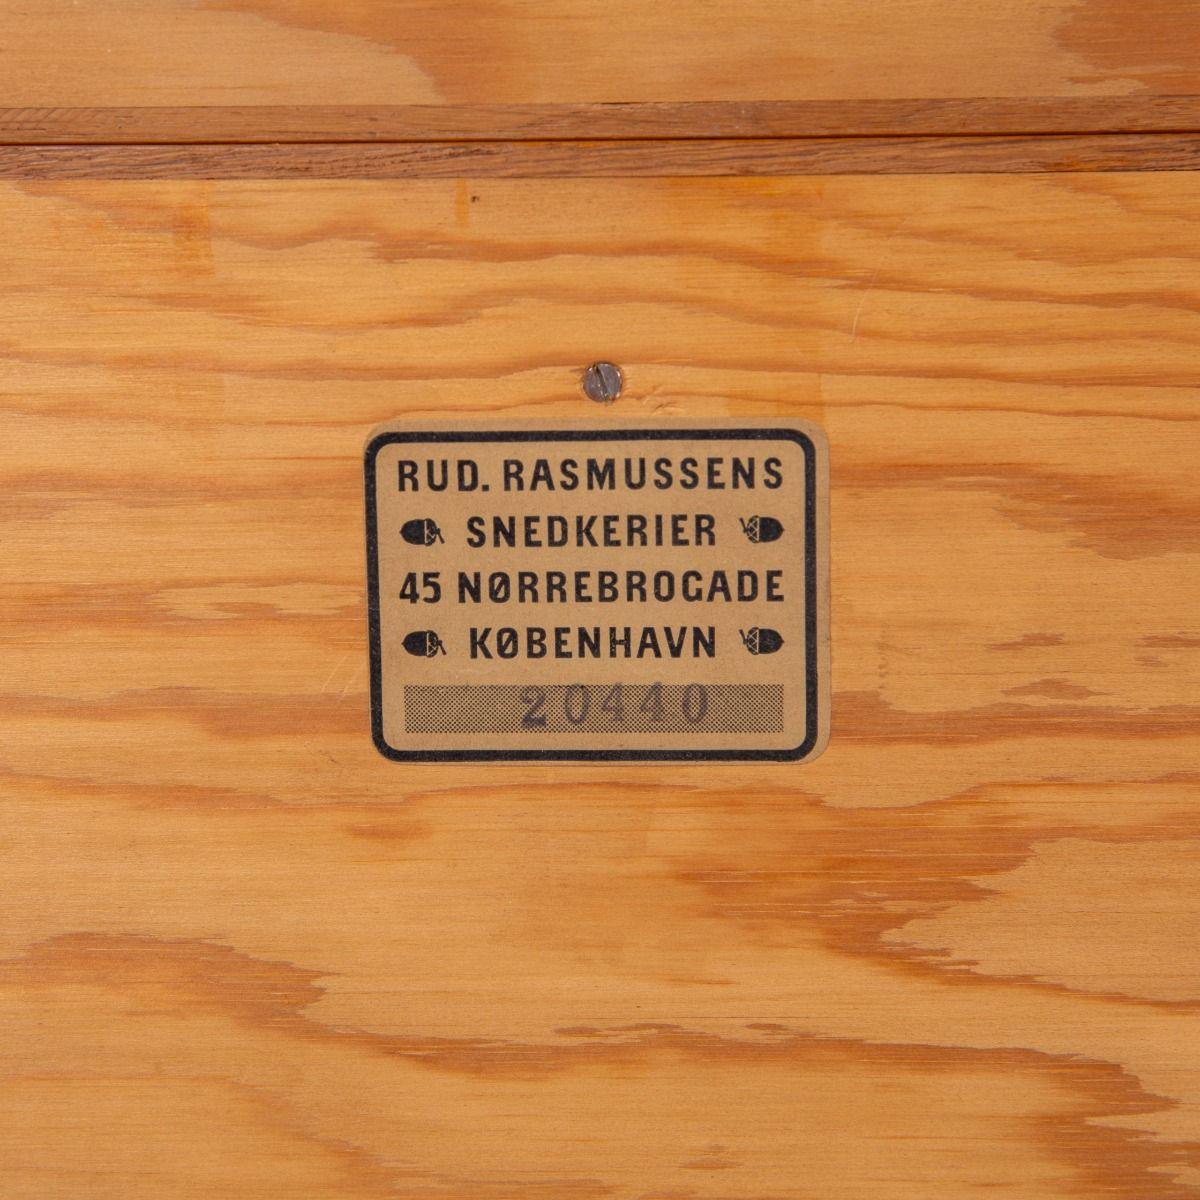 RUD. RASMUSSENS
SNEDKERIER
45 NØRREBROGADE
KØBENHAVN
20440